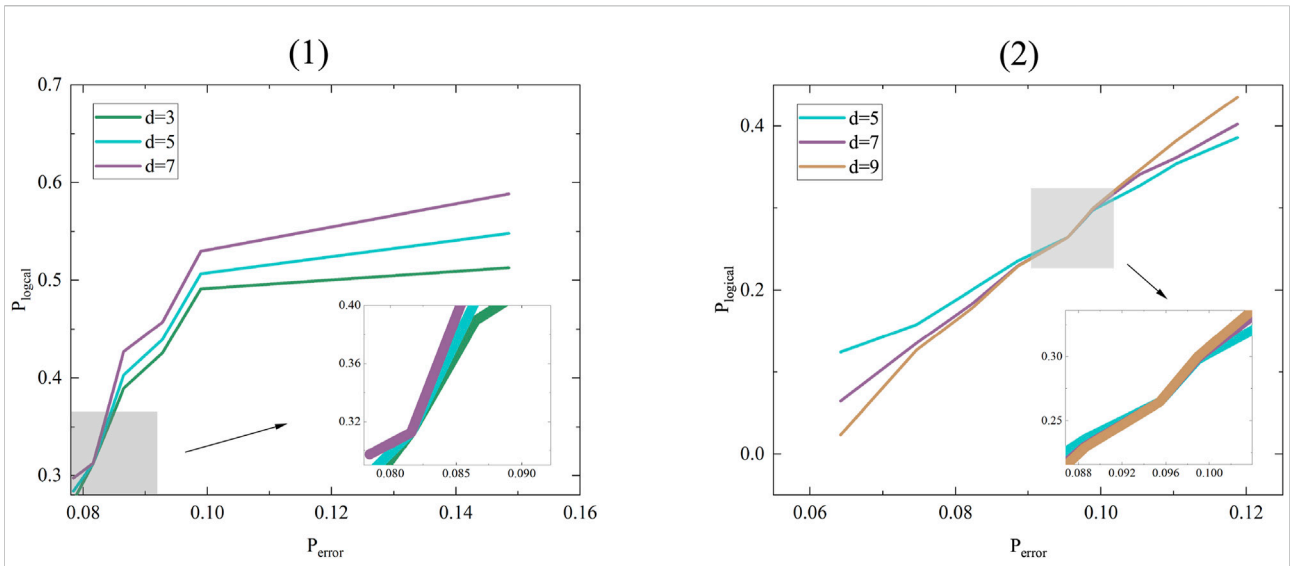 (1)
0.7
0.6
0.5
0.4
0.3
P_logcal
d=3
d=5
d=7
0.40
0.36
0.32
0.080 0.085 0.090
0.08 0.10 0.12 0.14 0.16
P_error
(2)
0.4
0.2
0.0
P_logical
d=5
d=7
d=9
0.30
0.25
0.088 0.092 0.096 0.100
0.06 0.08 0.10 0.12
P_error